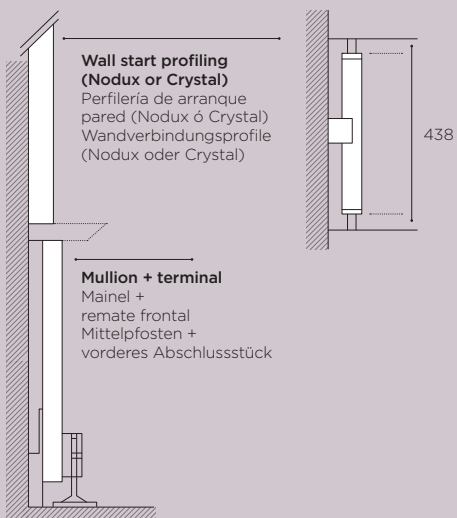 Wall start profiling
(Nodux or Crystal)
Perfilería de arranque
pared (Nodux ó Crystal)
Wandverbindungsprofile
(Nodux oder Crystal)
438
Mullion + terminal
Mainel +
remate frontal
Mittelpfosten +
vorderes Abschlussstück